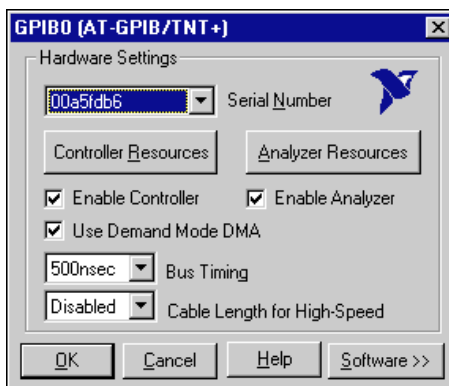 GPIB0 (AT-GPIB/TNT+)
Hardware Settings
00a5fdb6 Serial Number
Controller Resources Analyzer Resources
Enable Controller Enable Analyzer
Use Demand Mode DMA
500nsec Bus Timing
Disabled Cable Length for High-Speed
OK Cancel Help Software >>